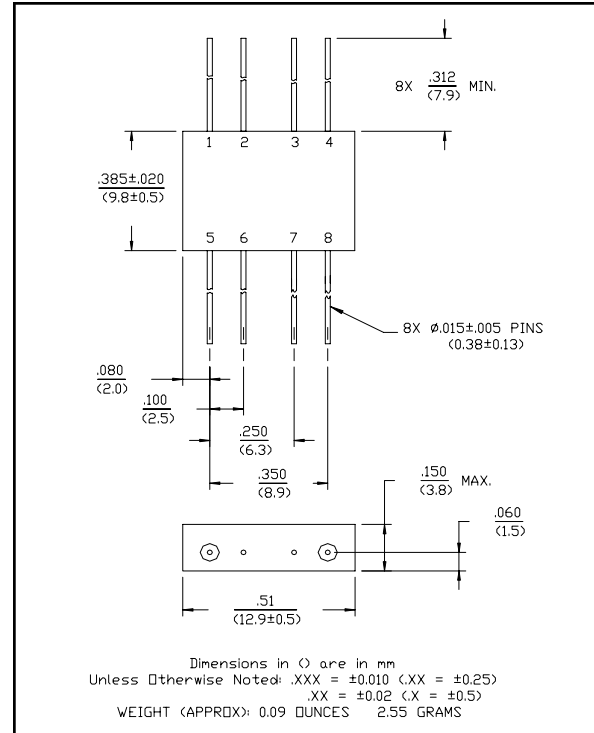 8X .312 MIN.
(7.9)
1 2 3 4
.385±.020
(9.8±0.5)
5 6 7 8
8X Ø.015±.005 PINS
(0.38±0.13)
.080
(2.0)
.100
(2.5)
.250
(6.3)
.350
(8.9)
.150 MAX.
(3.8)
.060
(1.5)
.51
(12.9±0.5)
Dimensions in () are in mm
Unless Otherwise Noted: .XXX = ±0.010 (.XX = ±0.25)
.XX = ±0.02 (.X = ±0.5)
WEIGHT (APPROX): 0.09 OUNCES 2.55 GRAMS